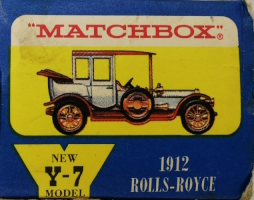 "MATCHBOX"®
NEW
Y-7
MODEL
1912
ROLLS-ROYCE